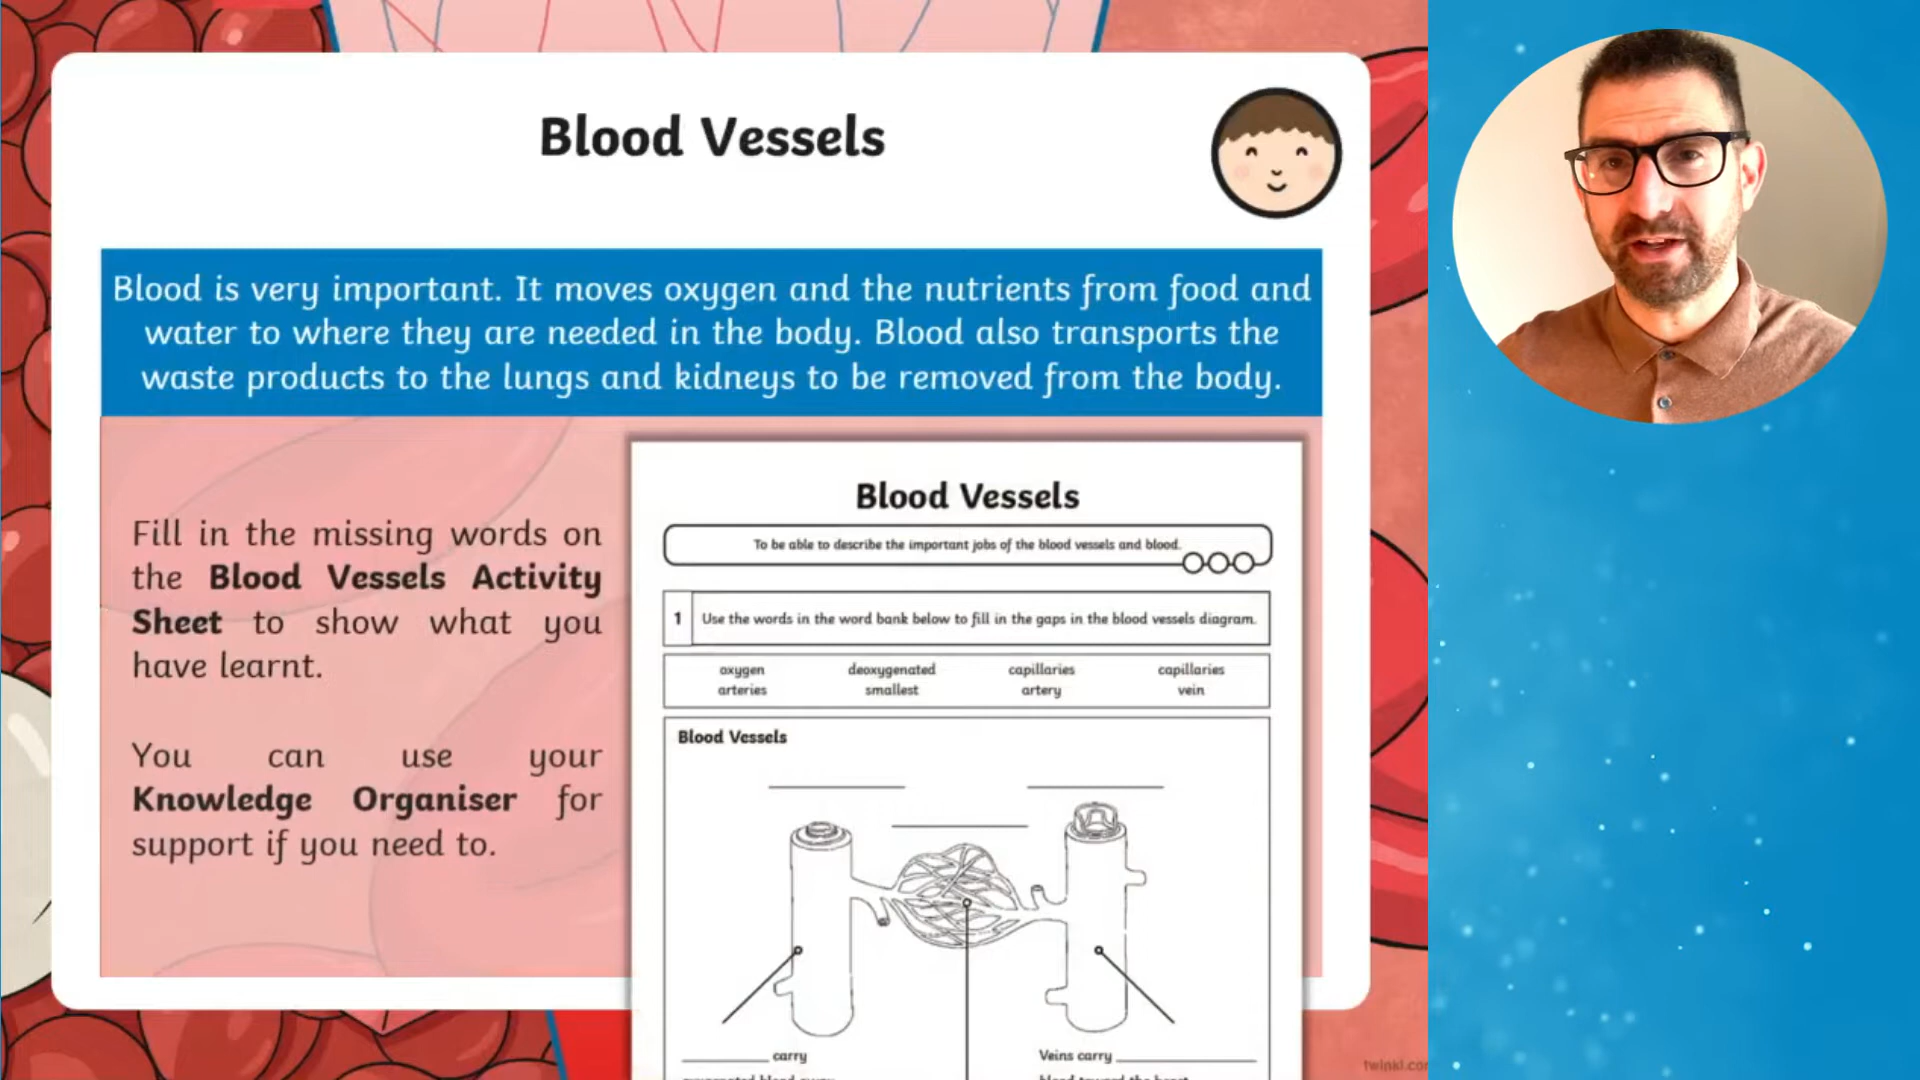 Blood Vessels
Blood is very important. It moves oxygen and the nutrients from food and
water to where they are needed in the body. Blood also transports the
waste products to the lungs and kidneys to be removed from the body.
Fill in the missing words on
the Blood Vessels Activity
Sheet to show what you
have learnt.
You can use your
Knowledge Organiser for
support if you need to.
Blood Vessels
To be able to describe the important jobs of the blood vessels and blood.
1 Use the words in the word bank below to fill in the gaps in the blood vessels diagram.
oxygen deoxygenated capillaries capillaries
arteries smallest artery vein
Blood Vessels
carry
Veins carry
blood toward the heart